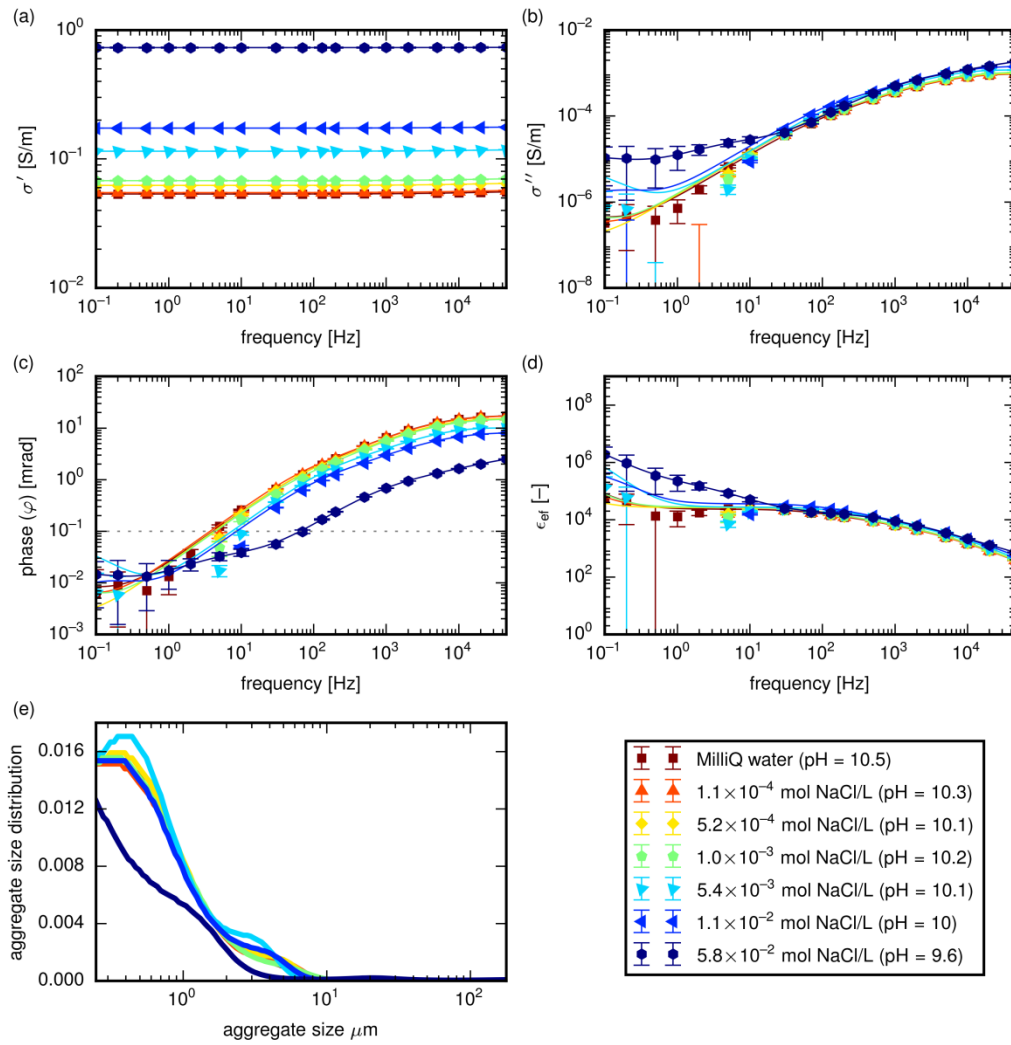 (a)
10⁰
10⁻¹
10⁻²
σ′ [S/m]
10⁻¹ 10⁰ 10¹ 10² 10³ 10⁴
frequency [Hz]
(b)
10⁻²
10⁻⁴
10⁻⁶
10⁻⁸
σ′′ [S/m]
10⁻¹ 10⁰ 10¹ 10² 10³ 10⁴
frequency [Hz]
(c)
10²
10¹
10⁰
10⁻¹
10⁻²
10⁻³
phase (φ) [mrad]
10⁻¹ 10⁰ 10¹ 10² 10³ 10⁴
frequency [Hz]
(d)
10⁸
10⁶
10⁴
10²
10⁰
ϵef [−]
10⁻¹ 10⁰ 10¹ 10² 10³ 10⁴
frequency [Hz]
(e)
0.016
0.012
0.008
0.004
0.000
aggregate size distribution
10⁰ 10¹ 10²
aggregate size μm
MilliQ water (pH = 10.5)
1.1×10⁻⁴ mol NaCl/L (pH = 10.3)
5.2×10⁻⁴ mol NaCl/L (pH = 10.1)
1.0×10⁻³ mol NaCl/L (pH = 10.2)
5.4×10⁻³ mol NaCl/L (pH = 10.1)
1.1×10⁻² mol NaCl/L (pH = 10)
5.8×10⁻² mol NaCl/L (pH = 9.6)